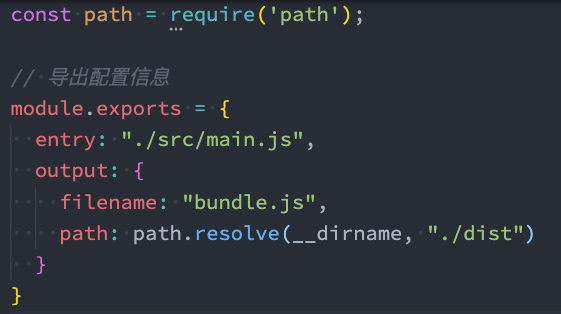 const path = require('path');
// 导出配置信息
module.exports = {
entry: "./src/main.js",
output: {
filename: "bundle.js",
path: path.resolve(__dirname, "./dist")
}
}